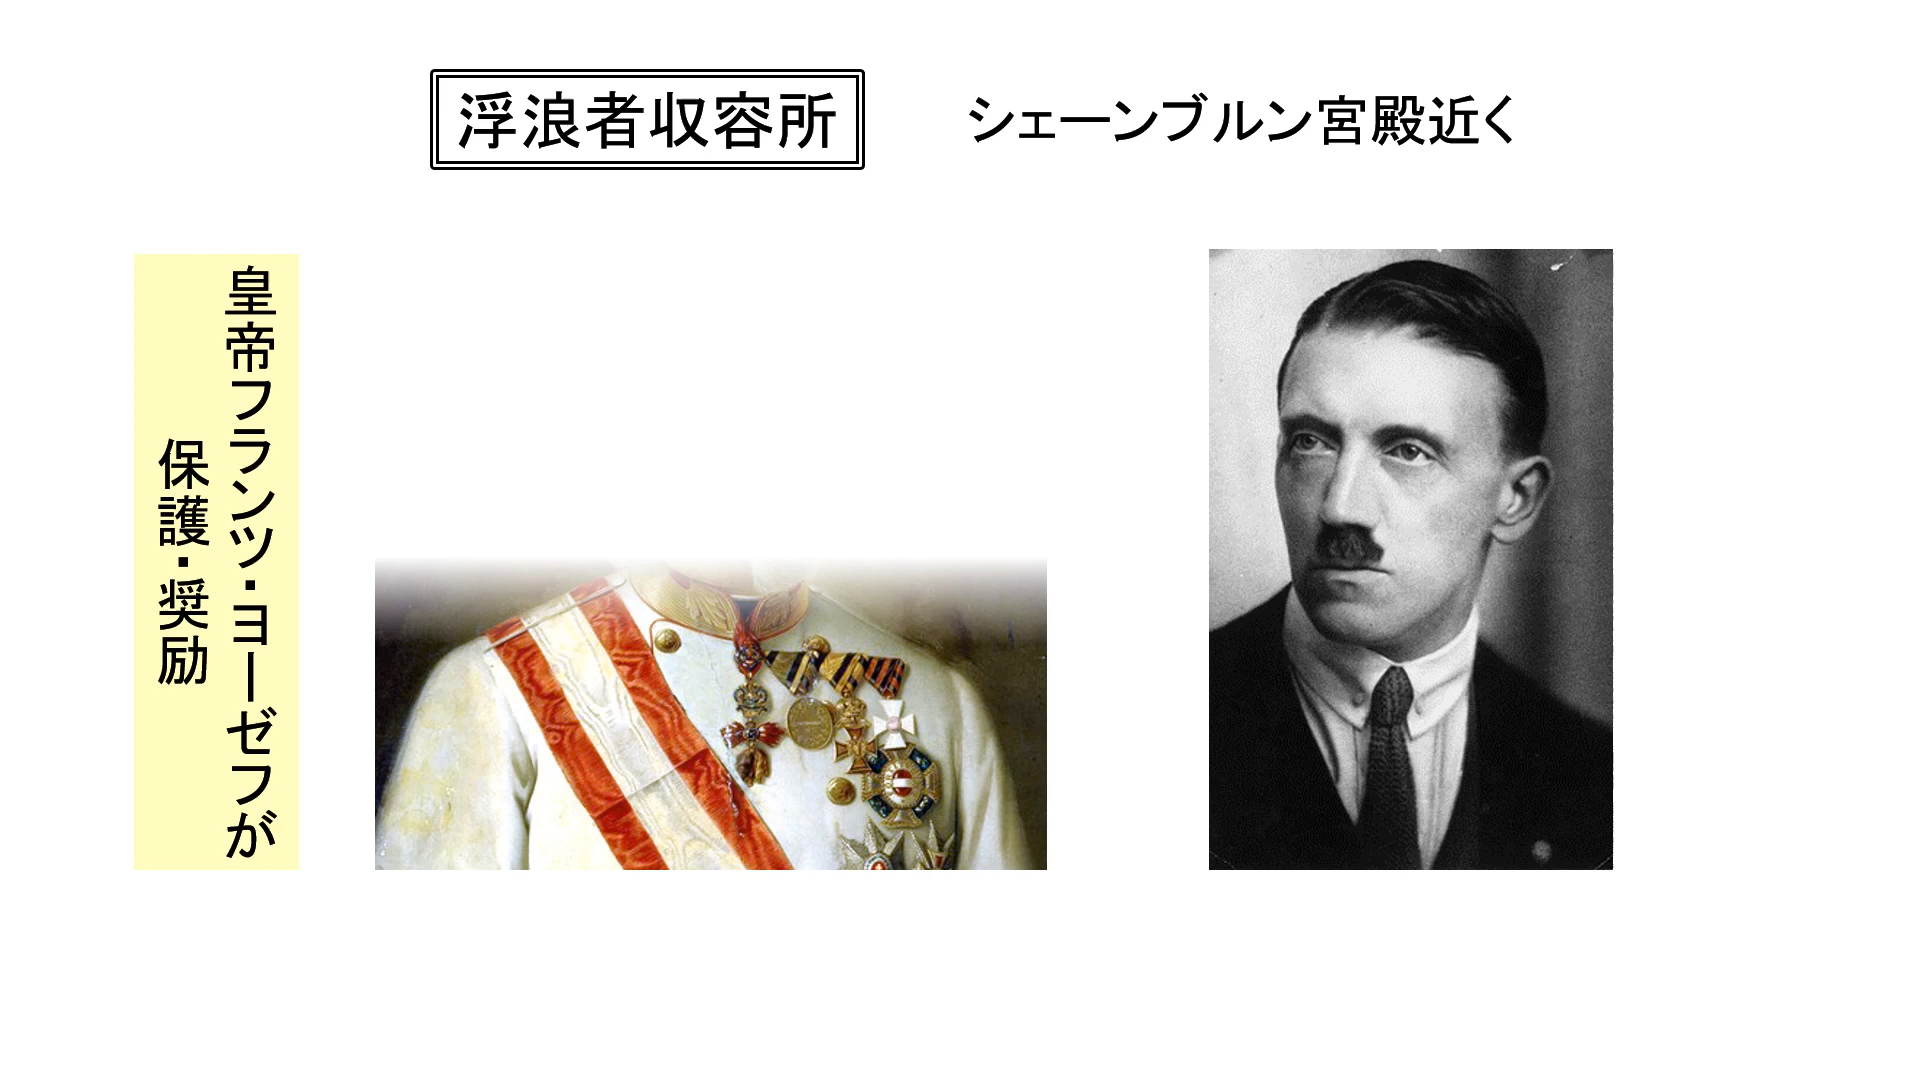 浮浪者収容所
シェーンブルン宮殿近く
皇帝フランツ・ヨーゼフが
保護・奨励